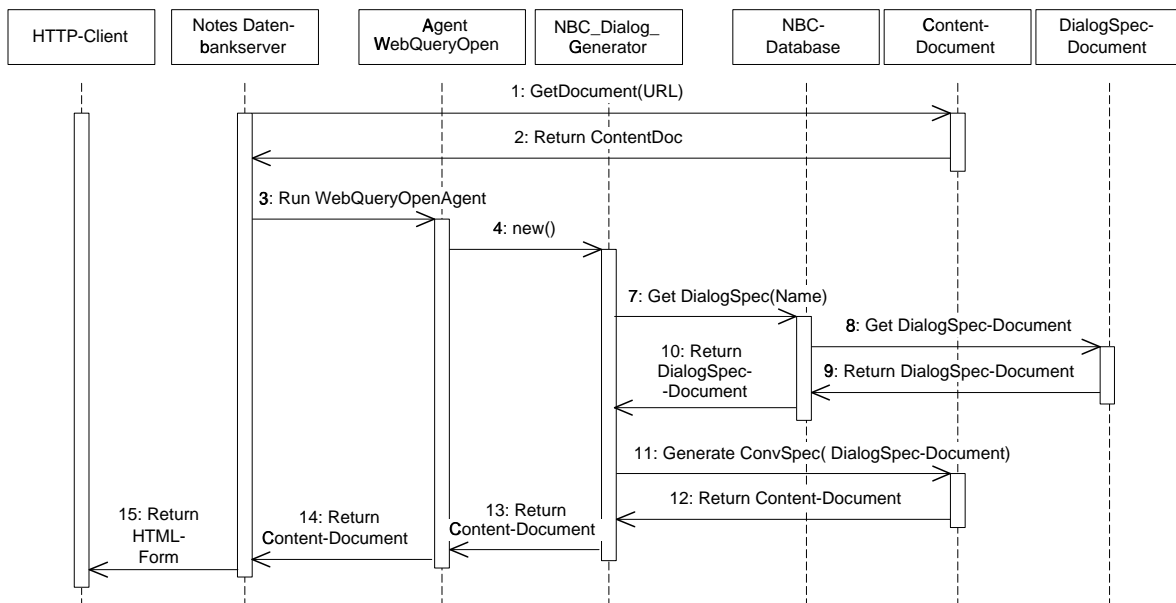 HTTP-Client
Notes Daten-
bankserver
Agent
WebQueryOpen
NBC_Dialog_
Generator
NBC-
Database
Content-
Document
DialogSpec-
Document
1: GetDocument(URL)
2: Return ContentDoc
3: Run WebQueryOpenAgent
4: new()
7: Get DialogSpec(Name)
8: Get DialogSpec-Document
9: Return DialogSpec-Document
10: Return
DialogSpec-
-Document
11: Generate ConvSpec( DialogSpec-Document)
12: Return Content-Document
13: Return
Content-Document
14: Return
Content-Document
15: Return
HTML-
Form